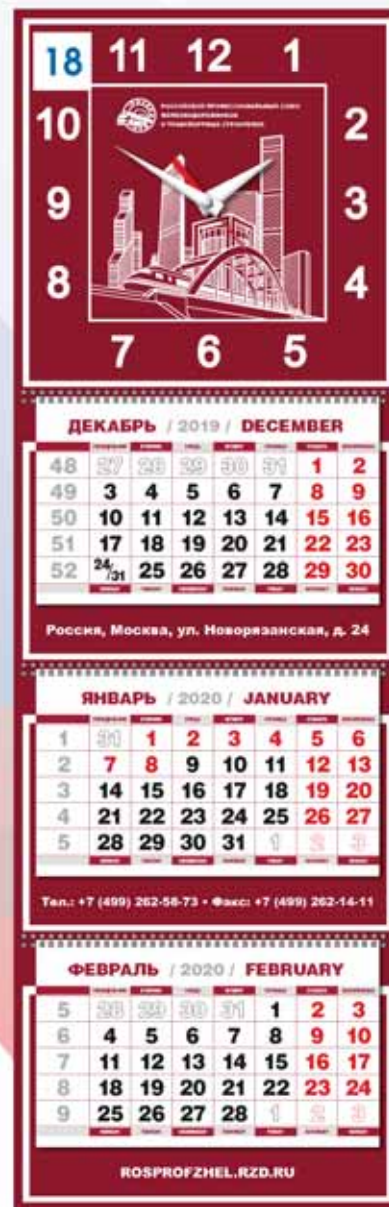 18 11 12 1
10 2
РОССИЙСКИЙ ПРОФЕССИОНАЛЬНЫЙ СОЮЗ
ЖЕЛЕЗНОДОРОЖНИКОВ
И ТРАНСПОРТНЫХ СТРОИТЕЛЕЙ
9 3
8 4
7 6 5
ДЕКАБРЬ / 2019 / DECEMBER
48 27 28 29 30 31 1 2
49 3 4 5 6 7 8 9
50 10 11 12 13 14 15 16
51 17 18 19 20 21 22 23
52 24/31 25 26 27 28 29 30
Россия, Москва, ул. Новорязанская, д. 24
ЯНВАРЬ / 2020 / JANUARY
1 31 1 2 3 4 5 6
2 7 8 9 10 11 12 13
3 14 15 16 17 18 19 20
4 21 22 23 24 25 26 27
5 28 29 30 31 1 2 3
Тел.: +7 (499) 262-58-73 • Факс: +7 (499) 262-14-11
ФЕВРАЛЬ / 2020 / FEBRUARY
5 28 29 30 31 1 2 3
6 4 5 6 7 8 9 10
7 11 12 13 14 15 16 17
8 18 19 20 21 22 23 24
9 25 26 27 28 1 2 3
ROSPROFZHEL.RZD.RU